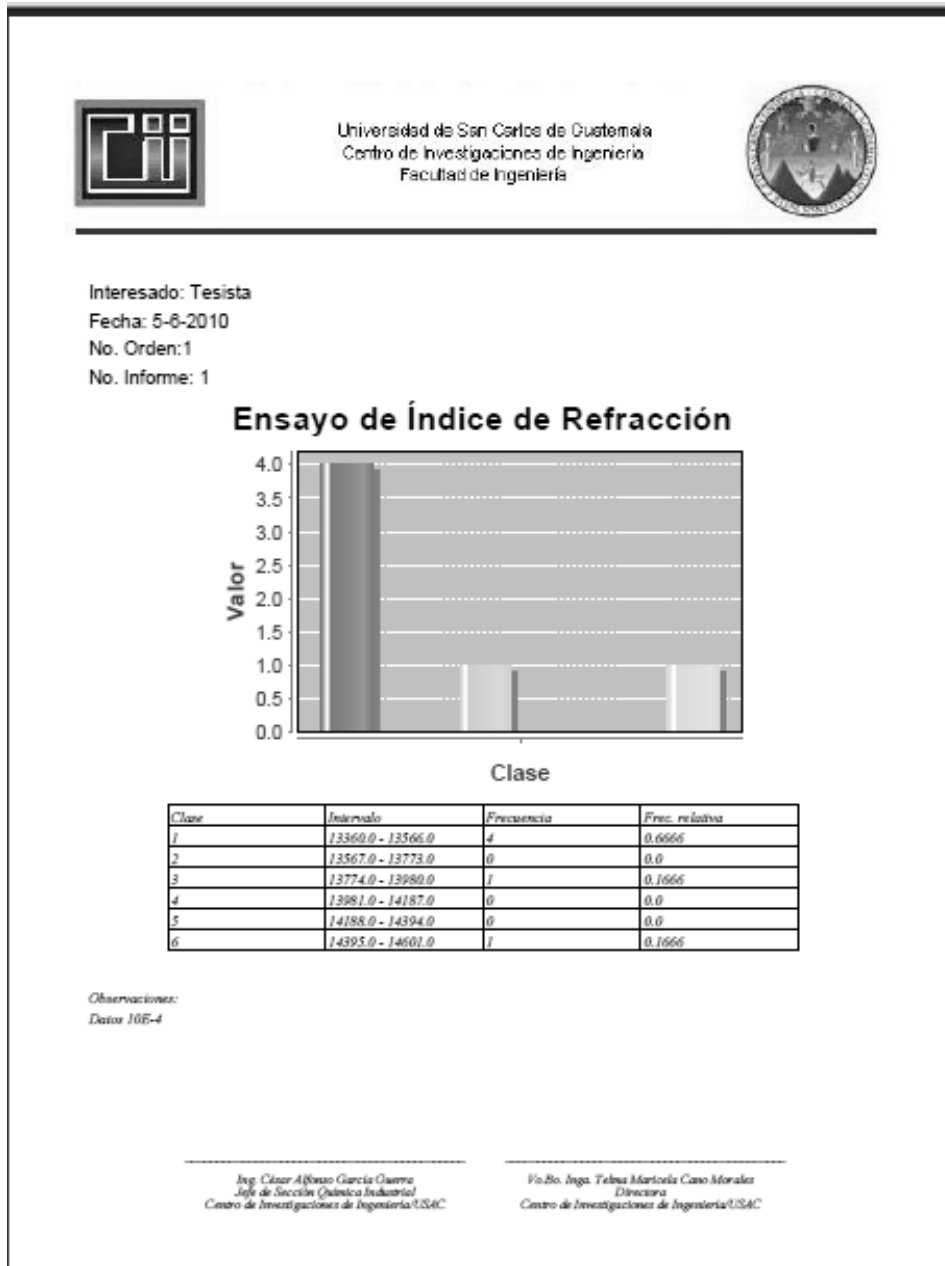 Universidad de San Carlos de Guatemala
Centro de Investigaciones de Ingeniería
Facultad de Ingeniería
Interesado: Tesista
Fecha: 5-6-2010
No. Orden:1
No. Informe: 1
Ensayo de Índice de Refracción
4.0
3.5
3.0
2.5
2.0
1.5
1.0
0.5
0.0
Valor
Clase
Clase Intervalo Frecuencia Frec. relativa
1 13360.0 - 13566.0 4 0.6666
2 13567.0 - 13773.0 0 0.0
3 13774.0 - 13980.0 1 0.1666
4 13981.0 - 14187.0 0 0.0
5 14188.0 - 14394.0 0 0.0
6 14395.0 - 14601.0 1 0.1666
Observaciones:
Datos 10E-4
Ing. César Alfonso García Guerra
Jefe de Sección Química Industrial
Centro de Investigaciones de Ingeniería/USAC
Vo.Bo. Inga. Telma Maricela Cano Morales
Directora
Centro de Investigaciones de Ingeniería/USAC